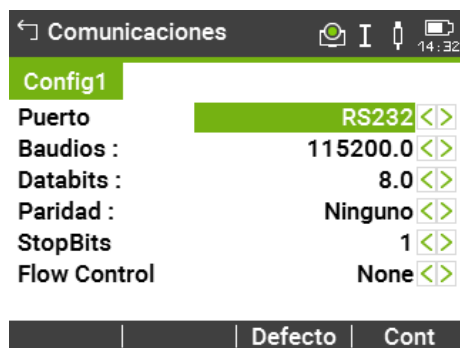 Comunicaciones I 14:32
Config1
Puerto RS232
Baudios : 115200.0
Databits : 8.0
Paridad : Ninguno
StopBits 1
Flow Control None
Defecto Cont